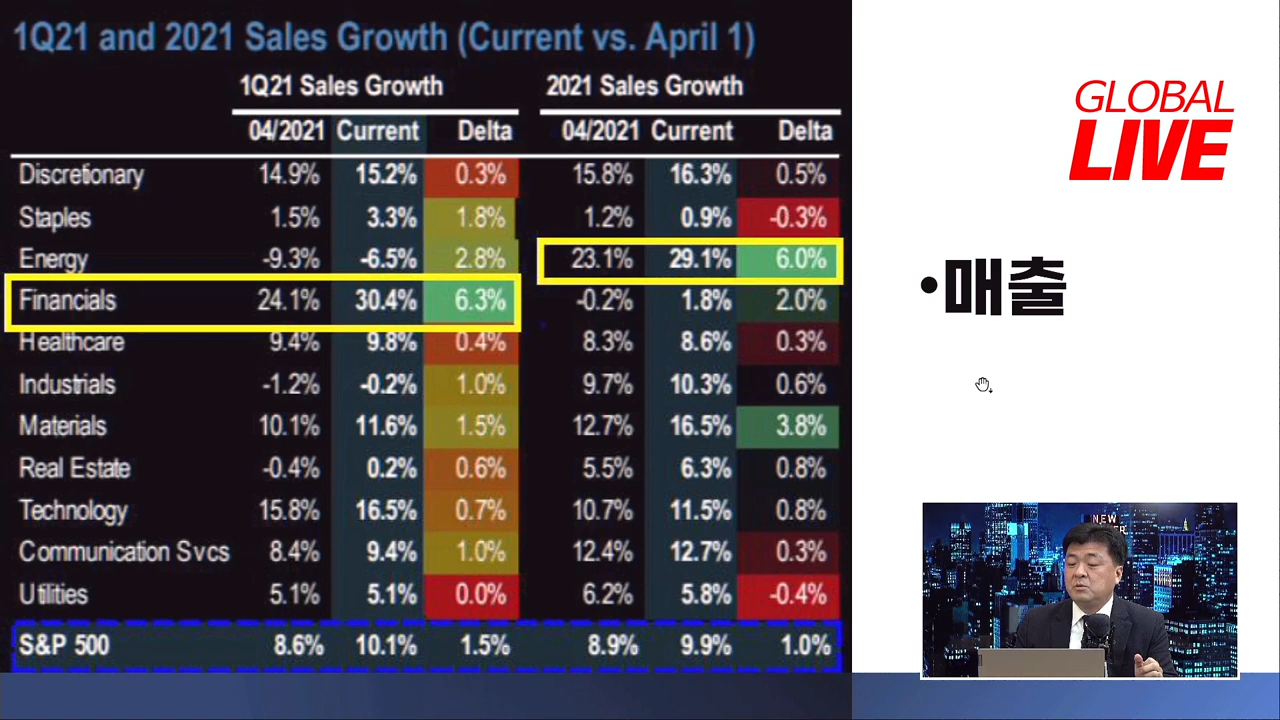 1Q21 and 2021 Sales Growth (Current vs. April 1)
1Q21 Sales Growth 2021 Sales Growth
04/2021 Current Delta 04/2021 Current Delta
Discretionary 14.9% 15.2% 0.3% 15.8% 16.3% 0.5%
Staples 1.5% 3.3% 1.8% 1.2% 0.9% -0.3%
Energy -9.3% -6.5% 2.8% 23.1% 29.1% 6.0%
Financials 24.1% 30.4% 6.3% -0.2% 1.8% 2.0%
Healthcare 9.4% 9.8% 0.4% 8.3% 8.6% 0.3%
Industrials -1.2% -0.2% 1.0% 9.7% 10.3% 0.6%
Materials 10.1% 11.6% 1.5% 12.7% 16.5% 3.8%
Real Estate -0.4% 0.2% 0.6% 5.5% 6.3% 0.8%
Technology 15.8% 16.5% 0.7% 10.7% 11.5% 0.8%
Communication Svcs 8.4% 9.4% 1.0% 12.4% 12.7% 0.3%
Utilities 5.1% 5.1% 0.0% 6.2% 5.8% -0.4%
S&P 500 8.6% 10.1% 1.5% 8.9% 9.9% 1.0%
GLOBAL
LIVE
•매출
NEW